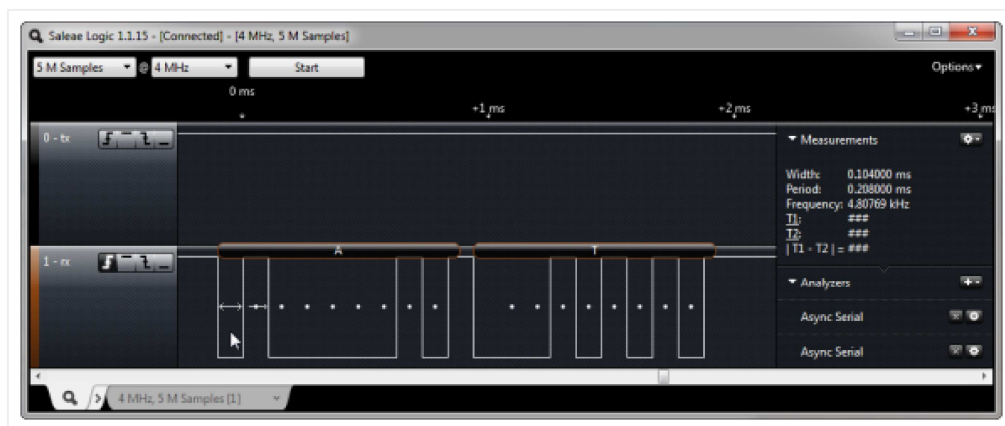 Saleae Logic 1.1.15 - [Connected] - [4 MHz, 5 M Samples]
5 M Samples @ 4 MHz Start Options
0 ms
+1 ms +2 ms +3 ms
0 - tx
Measurements
Width: 0.104000 ms
Period: 0.208000 ms
Frequency: 4.80769 kHz
T1: ###
T2: ###
| T1 - T2 | = ###
1 - rx
A T
Analyzers
Async Serial
Async Serial
4 MHz, 5 M Samples [1]